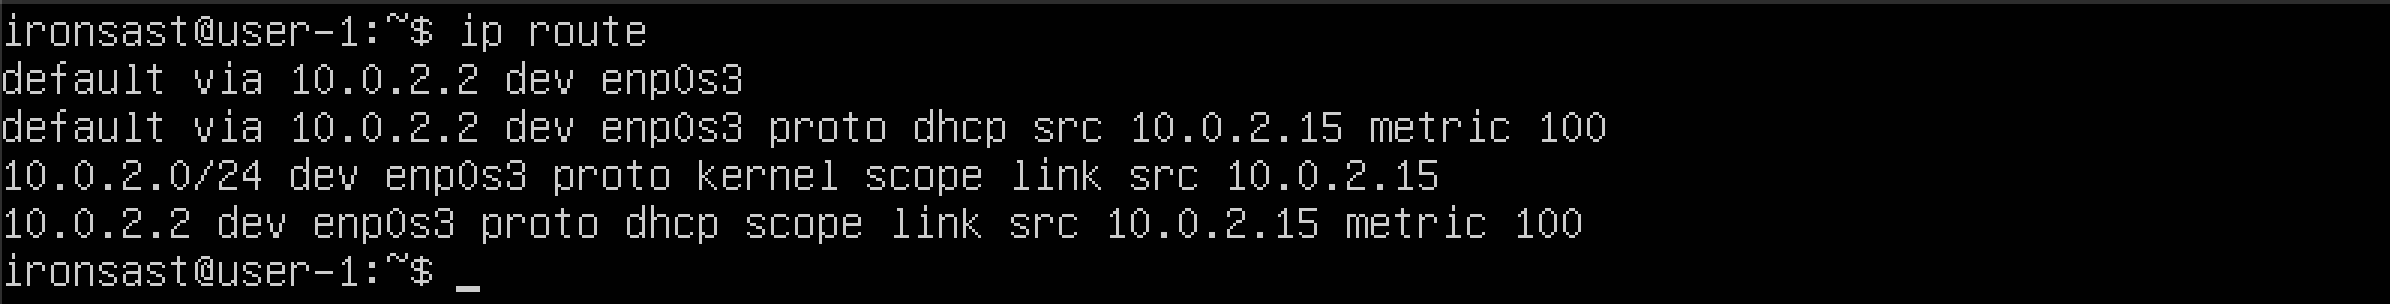 ironsast@user-1:~$ ip route
default via 10.0.2.2 dev enp0s3
default via 10.0.2.2 dev enp0s3 proto dhcp src 10.0.2.15 metric 100
10.0.2.0/24 dev enp0s3 proto kernel scope link src 10.0.2.15
10.0.2.2 dev enp0s3 proto dhcp scope link src 10.0.2.15 metric 100
ironsast@user-1:~$ _